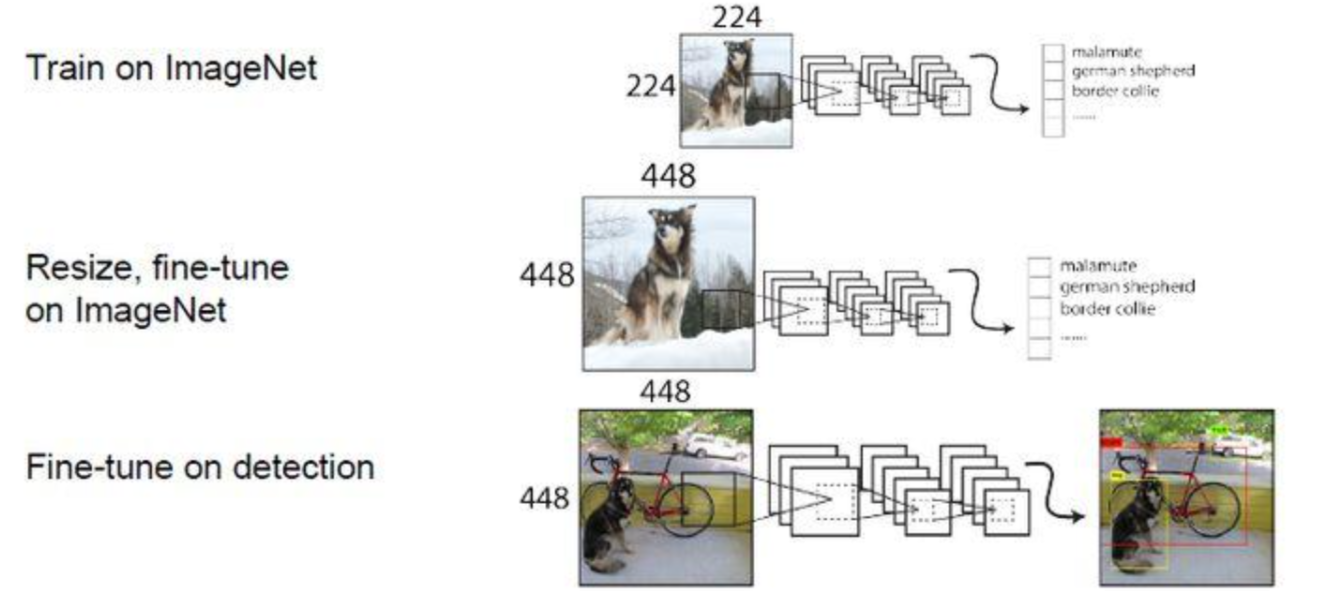 224
Train on ImageNet
224
malamute
german shepherd
border collie
......
448
Resize, fine-tune
on ImageNet
448
malamute
german shepherd
border collie
......
448
Fine-tune on detection
448